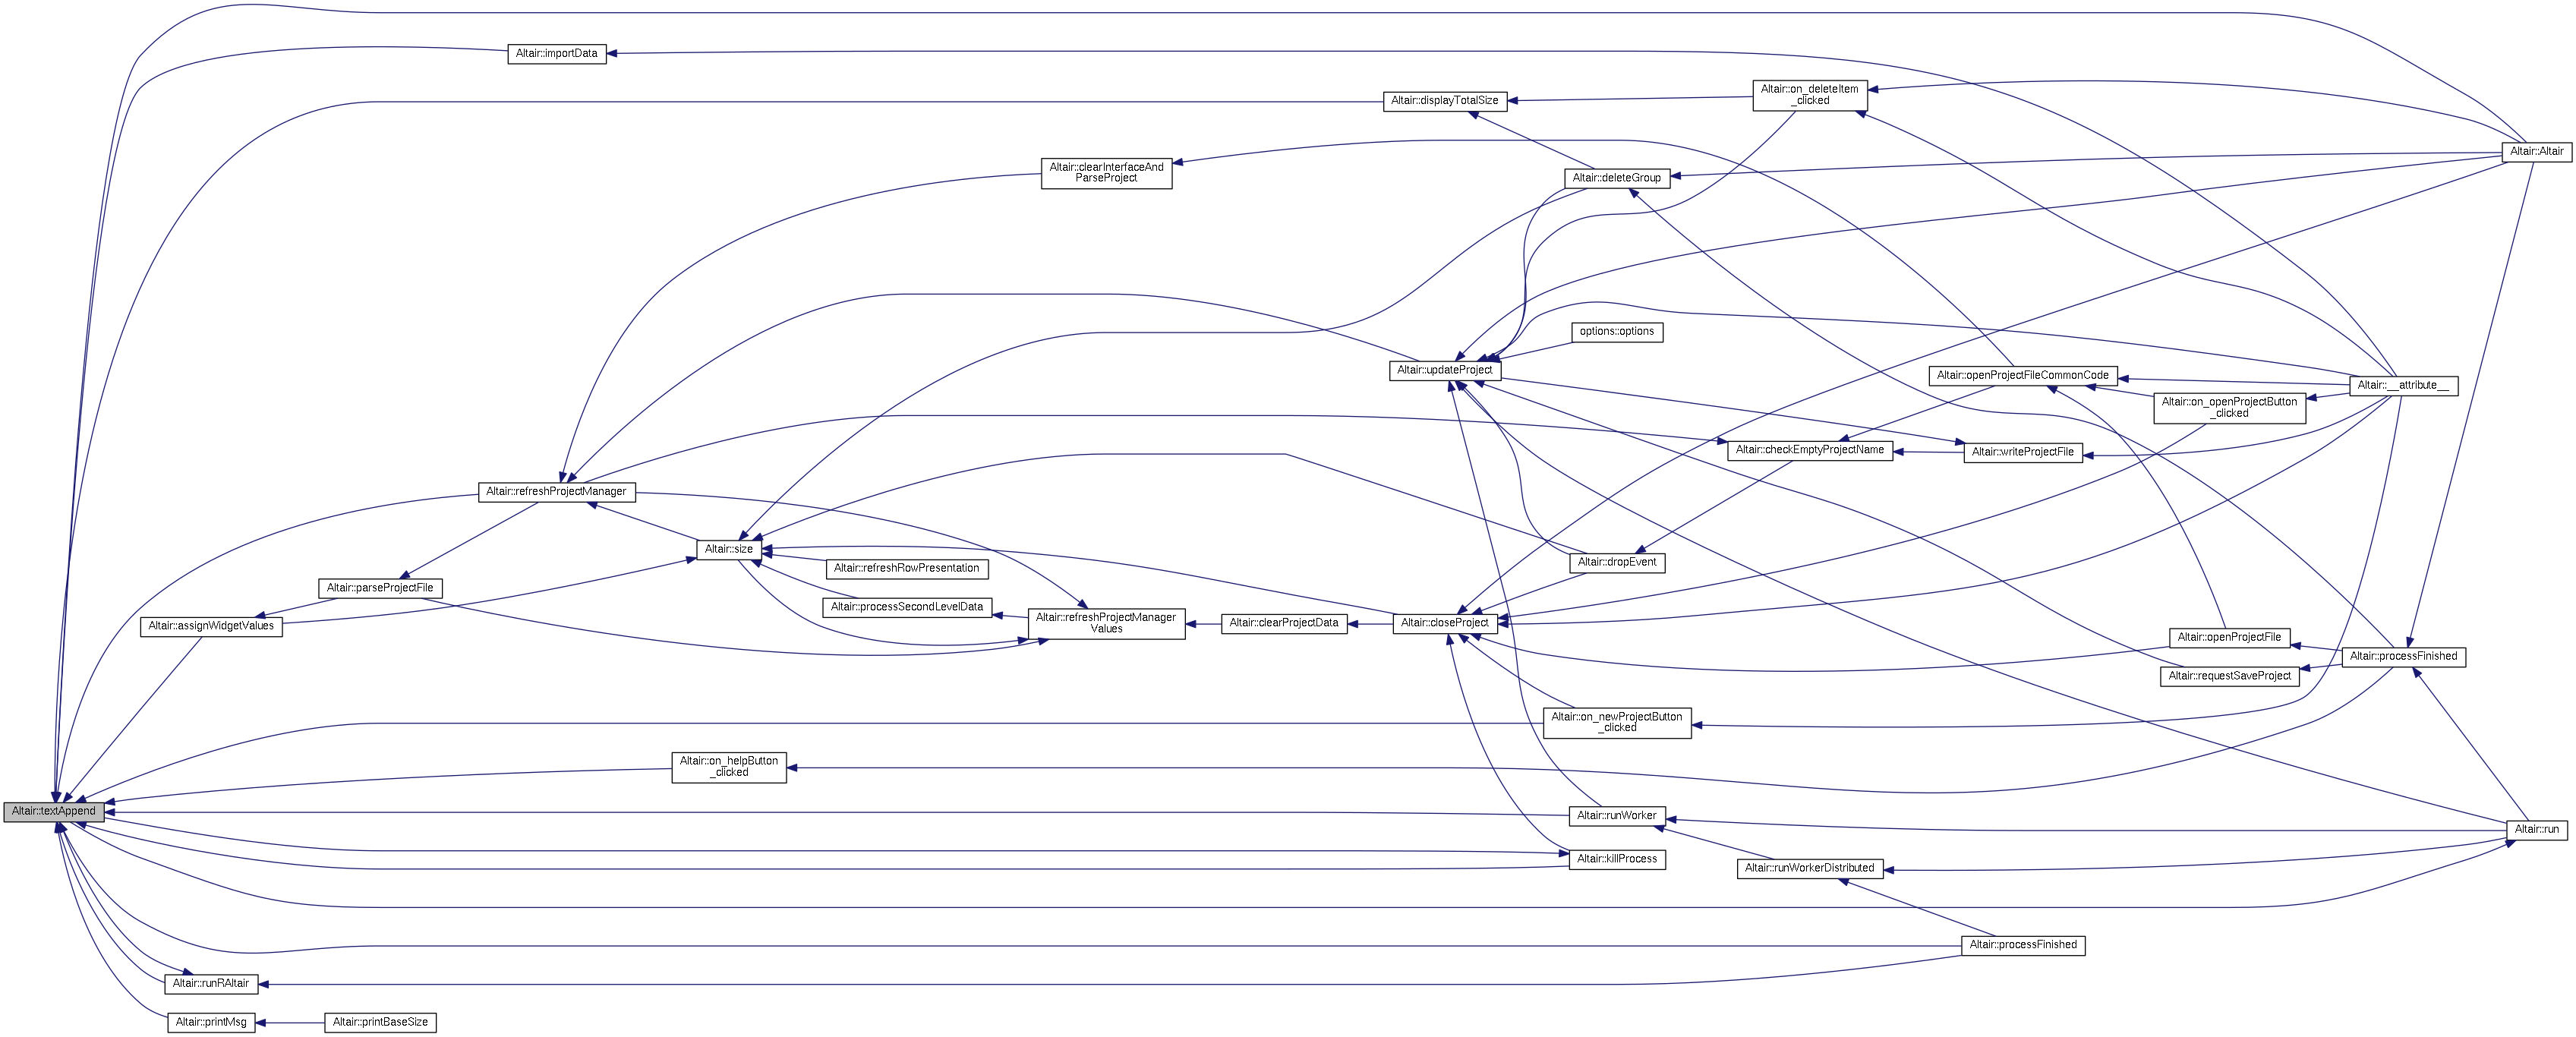 Altair::importData
Altair::displayTotalSize
Altair::on_deleteItem
_clicked
Altair::Altair
Altair::clearInterfaceAnd
ParseProject
Altair::deleteGroup
options::options
Altair::updateProject
Altair::openProjectFileCommonCode
Altair::__attribute__
Altair::on_openProjectButton
_clicked
Altair::checkEmptyProjectName
Altair::writeProjectFile
Altair::refreshProjectManager
Altair::size
Altair::refreshRowPresentation
Altair::dropEvent
Altair::parseProjectFile
Altair::processSecondLevelData
Altair::assignWidgetValues
Altair::refreshProjectManager
Values
Altair::clearProjectData
Altair::closeProject
Altair::openProjectFile
Altair::processFinished
Altair::requestSaveProject
Altair::on_newProjectButton
_clicked
Altair::on_helpButton
_clicked
Altair::textAppend
Altair::runWorker
Altair::run
Altair::killProcess
Altair::runWorkerDistributed
Altair::processFinished
Altair::runRAltair
Altair::printMsg
Altair::printBaseSize